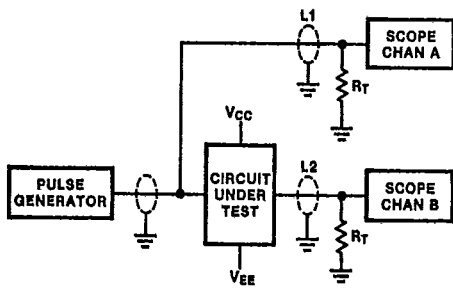 L1
SCOPE
CHAN A
RT
VCC
PULSE
GENERATOR
CIRCUIT
UNDER
TEST
L2
SCOPE
CHAN B
RT
VEE